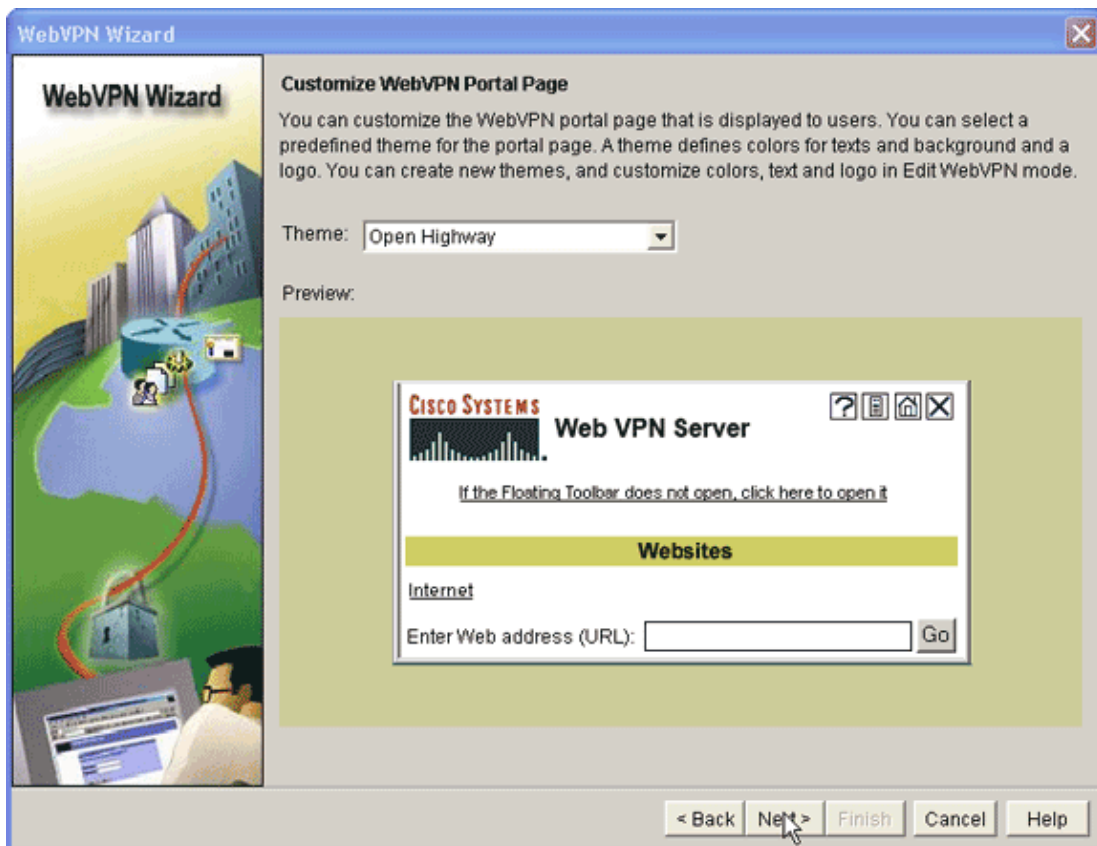 WebVPN Wizard
WebVPN Wizard
Customize WebVPN Portal Page
You can customize the WebVPN portal page that is displayed to users. You can select a
predefined theme for the portal page. A theme defines colors for texts and background and a
logo. You can create new themes, and customize colors, text and logo in Edit WebVPN mode.
Theme: Open Highway
Preview:
CISCO SYSTEMS
Web VPN Server
If the Floating Toolbar does not open, click here to open it
Websites
Internet
Enter Web address (URL): Go
< Back Next > Finish Cancel Help